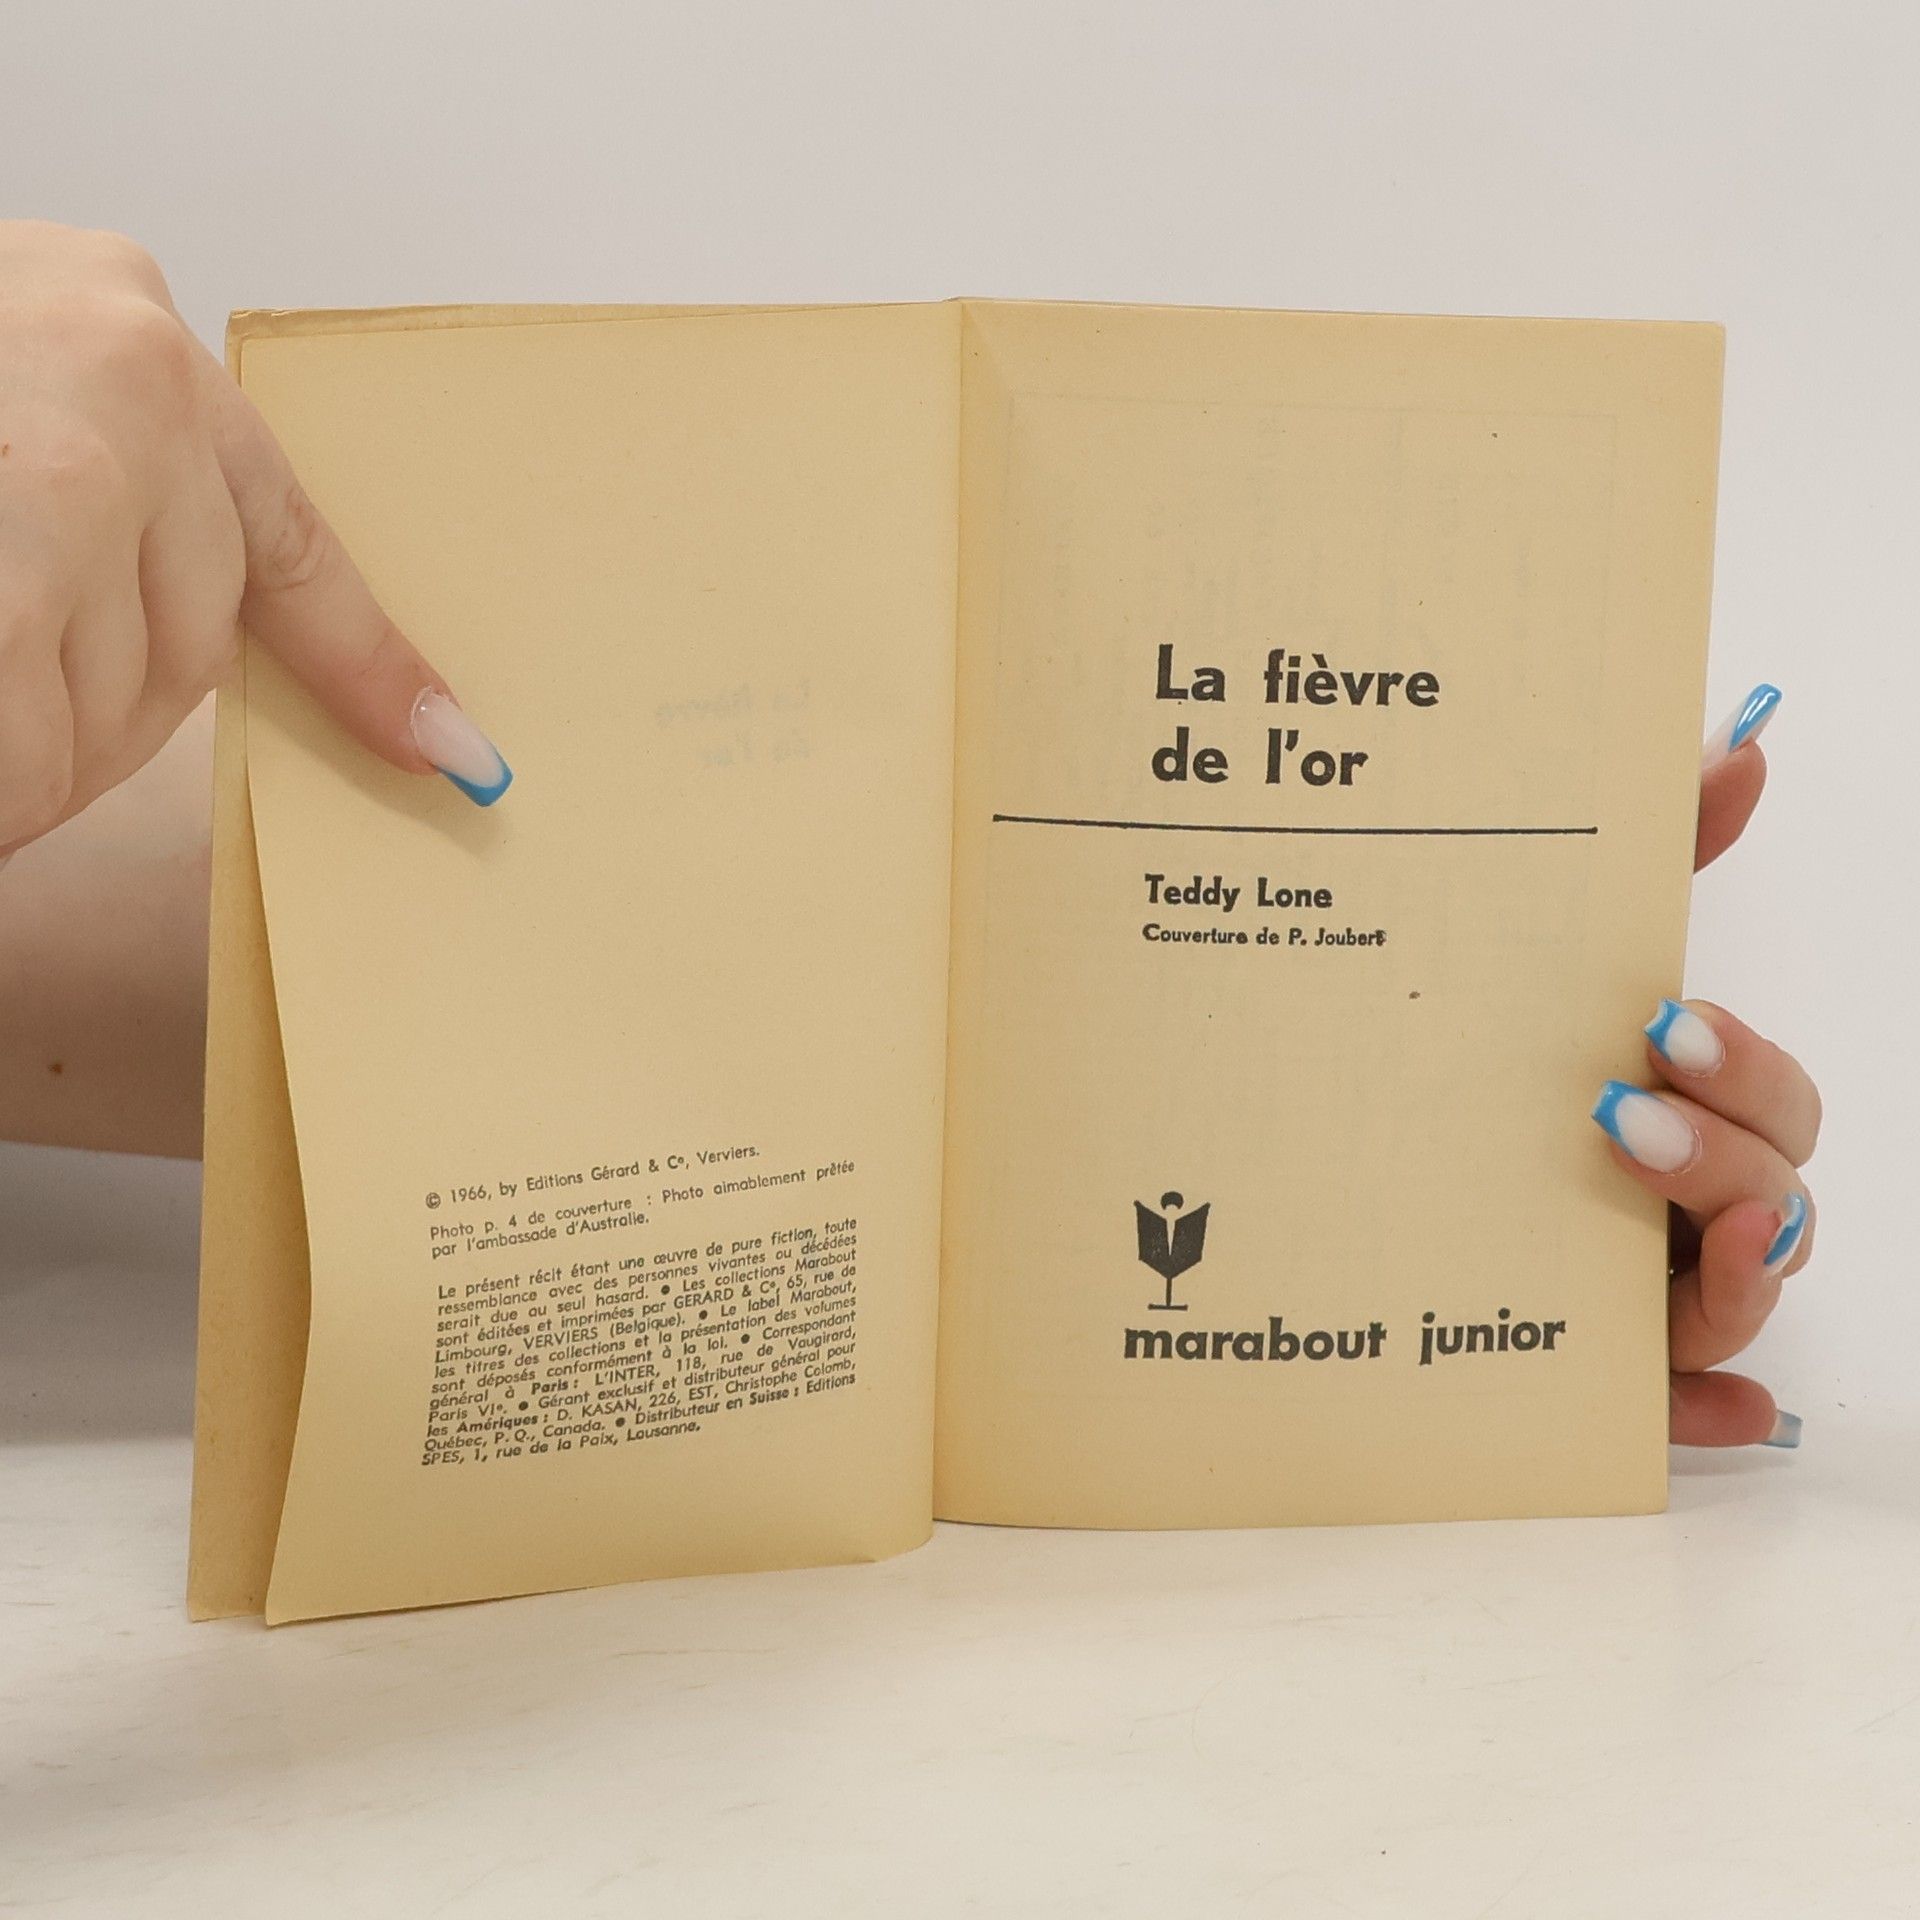 © 1966, by Editions Gérard & Cº, Verviers.
Photo p. 4 de couverture : Photo aimablement prêtée
par l'ambassade d'Australie.
Le présent récit étant une œuvre de pure fiction, toute
ressemblance avec des personnes vivantes ou décédées
serait due au seul hasard. ● Les collections Marabout
sont éditées et imprimées par GERARD & Cº, 65, rue de
Limbourg, VERVIERS (Belgique). ● Le label Marabout,
les titres des collections et la présentation des volumes
sont déposés conformément à la loi. ● Correspondant
général à Paris : L'INTER, 118, rue de Vaugirard,
Paris VIº. ● Gérant exclusif et distributeur général pour
les Amériques : D. KASAN, 226, EST, Christophe Colomb,
Québec, P. Q., Canada. ● Distributeur en Suisse : Editions
SPES, 1, rue de la Paix, Lausanne.
La fièvre
de l'or
Teddy Lone
Couverture de P. Joubert
marabout junior